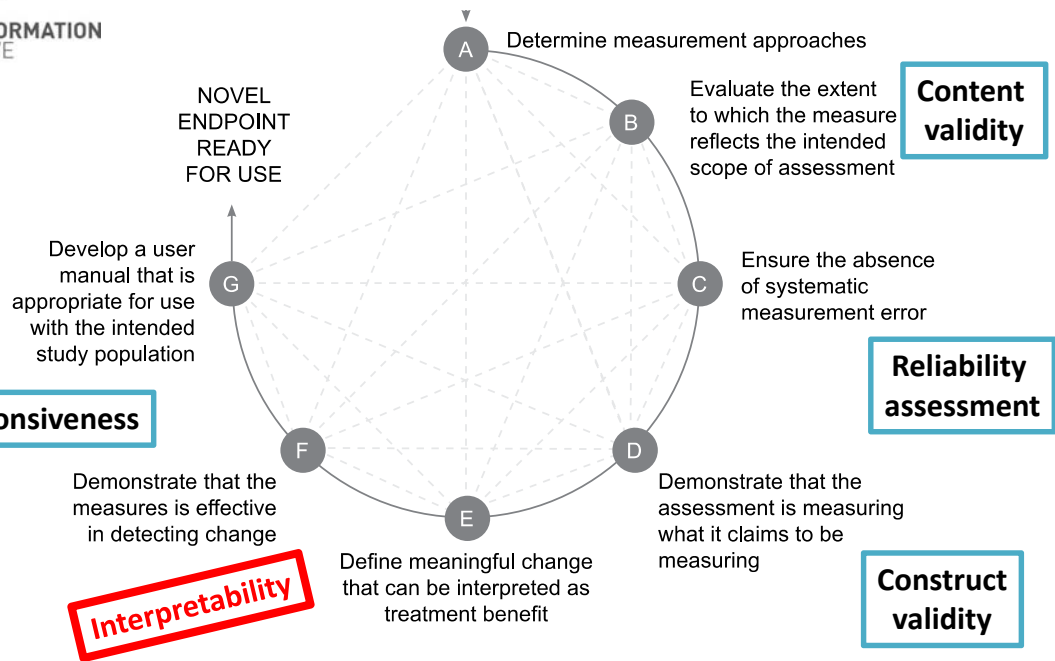 ORMATION
A
Determine measurement approaches
NOVEL
ENDPOINT
READY
FOR USE
Evaluate the extent
to which the measure
reflects the intended
scope of assessment
Content
validity
B
Develop a user
manual that is
appropriate for use
with the intended
study population
G
C
Ensure the absence
of systematic
measurement error
Reliability
assessment
onsiveness
F
D
Demonstrate that the
measures is effective
in detecting change
E
Demonstrate that the
assessment is measuring
what it claims to be
measuring
Define meaningful change
that can be interpreted as
treatment benefit
Interpretability
Construct
validity